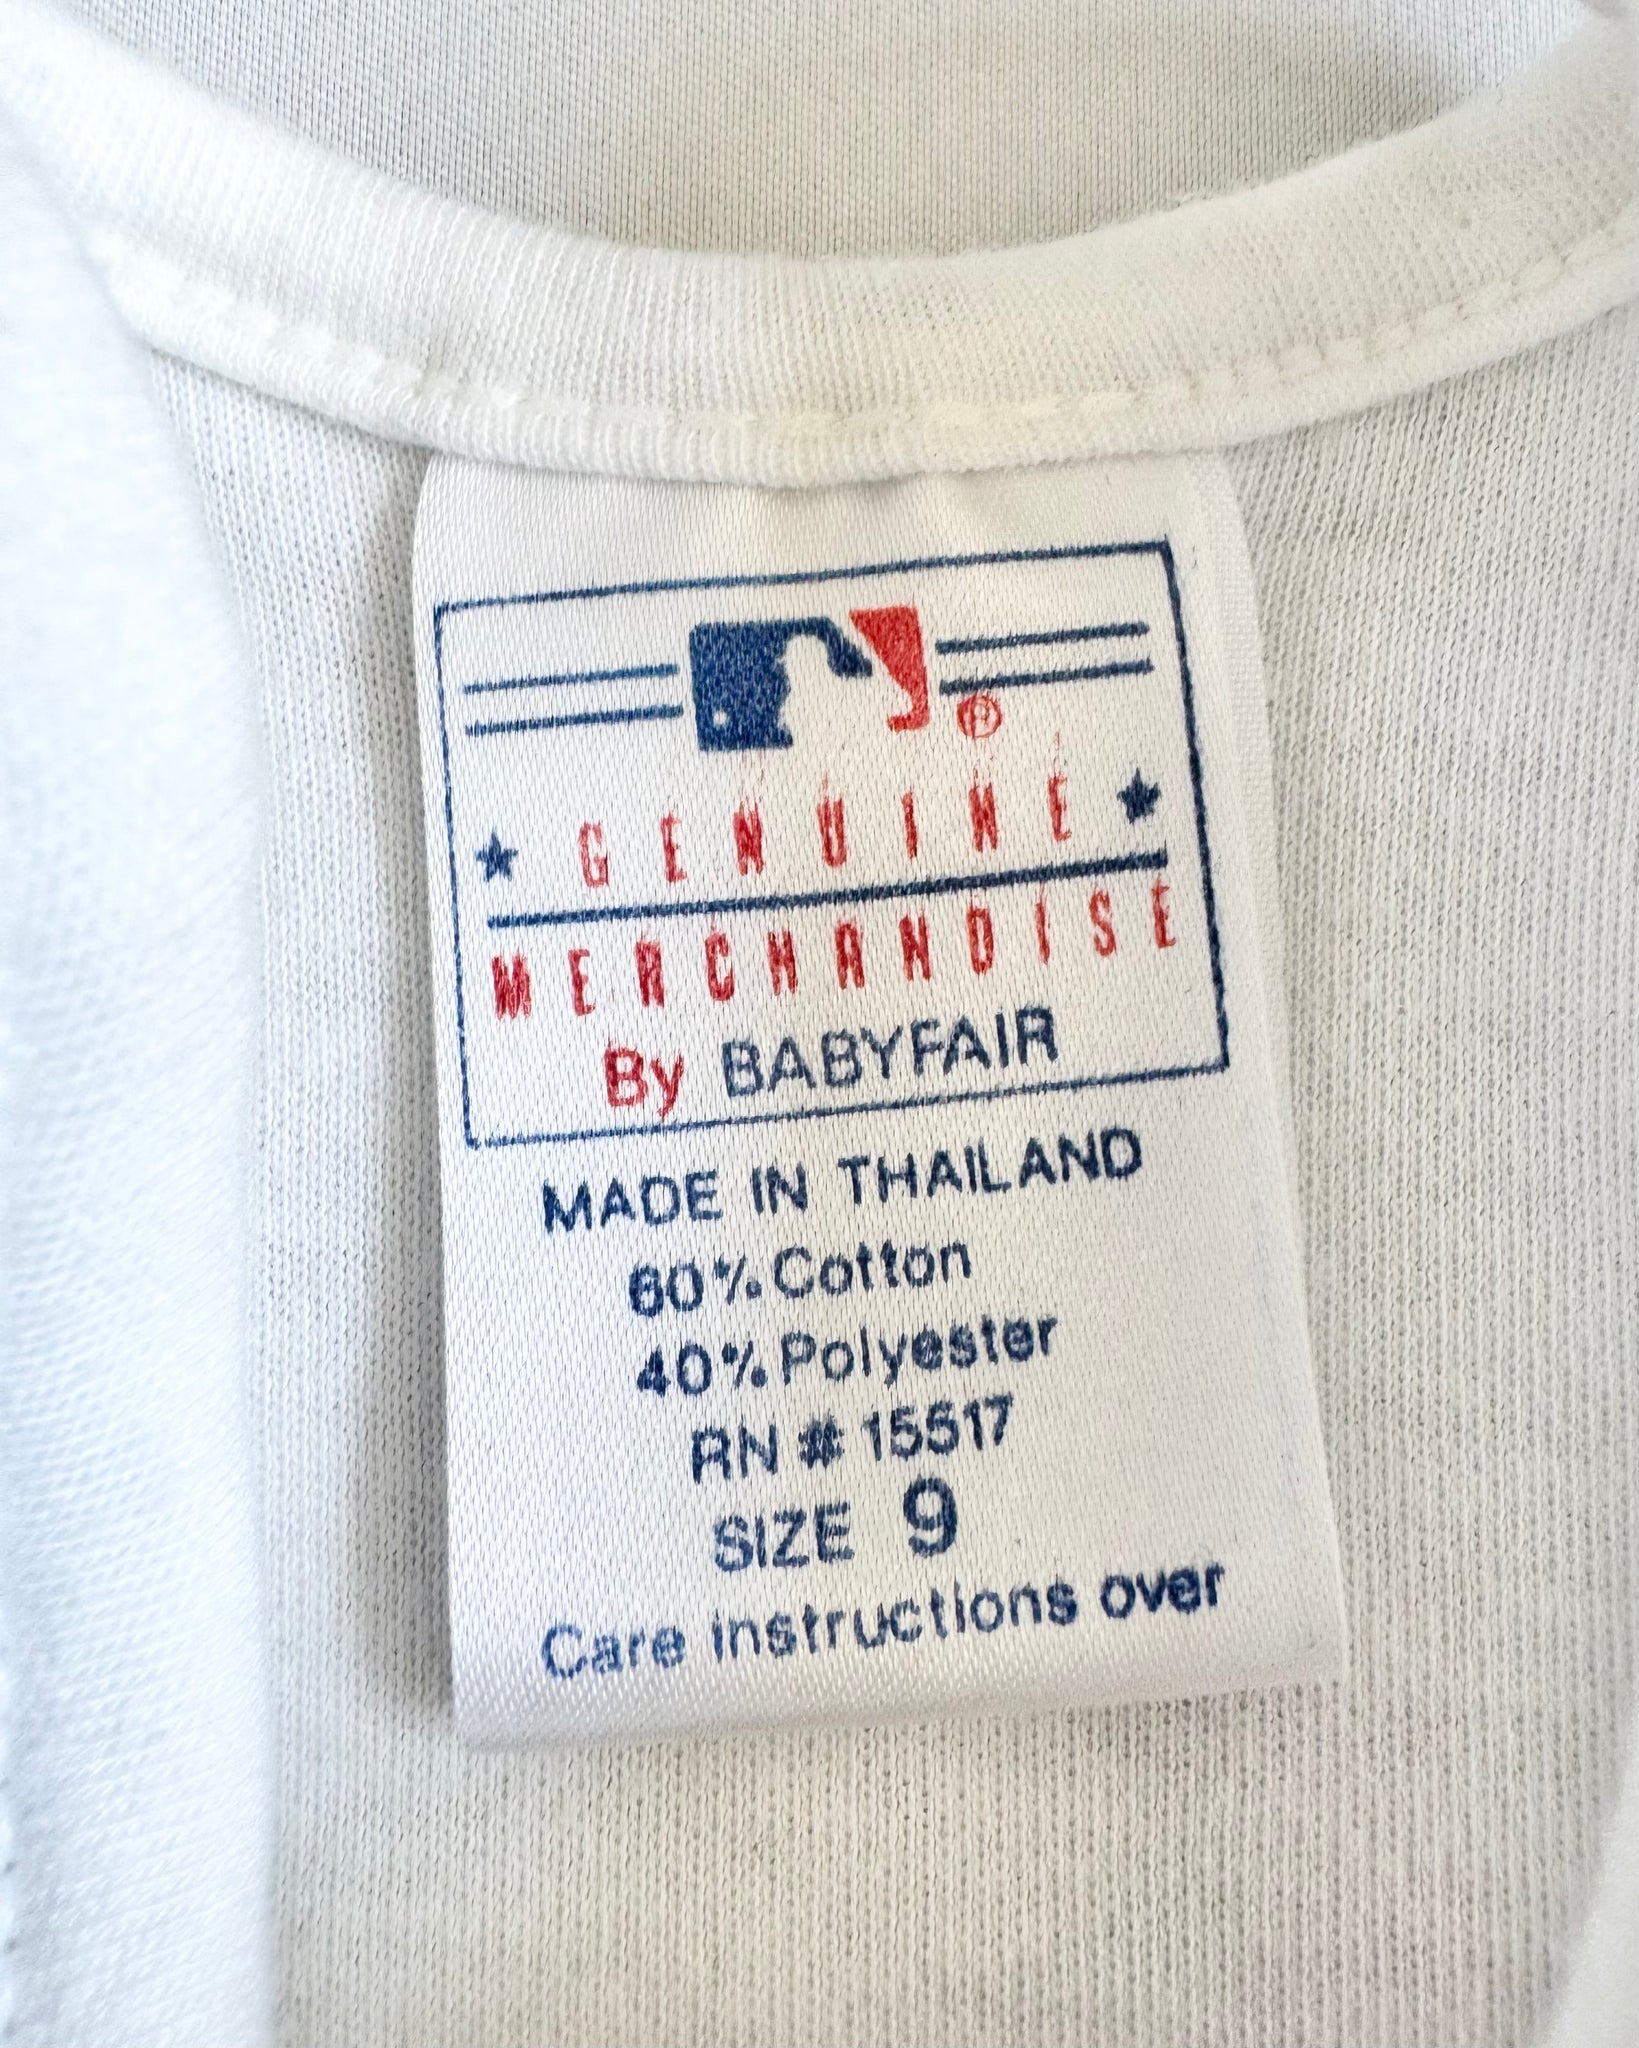 ®
GENUINE
MERCHANDISE
By BABYFAIR
MADE IN THAILAND
60% Cotton
40% Polyester
RN # 15517
SIZE 9
Care instructions over